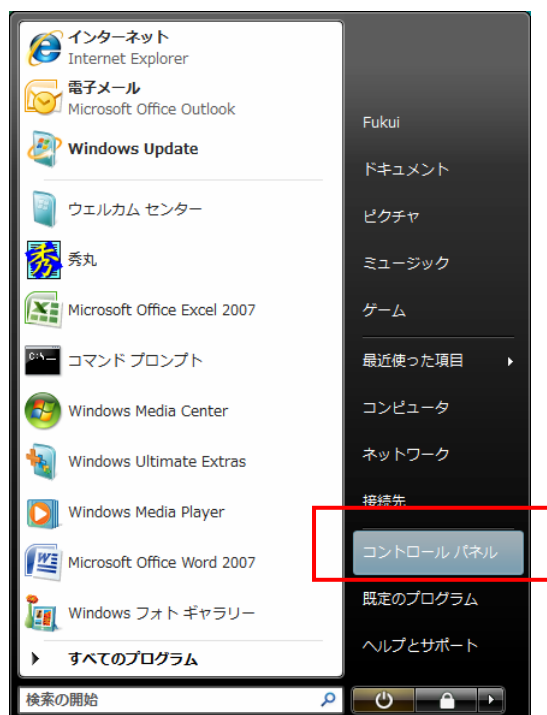 インターネット
Internet Explorer
電子メール
Microsoft Office Outlook
Windows Update
ウェルカム センター
秀丸
Microsoft Office Excel 2007
コマンド プロンプト
Windows Media Center
Windows Ultimate Extras
Windows Media Player
Microsoft Office Word 2007
Windows フォト ギャラリー
すべてのプログラム
検索の開始
Fukui
ドキュメント
ピクチャ
ミュージック
ゲーム
最近使った項目
コンピュータ
ネットワーク
接続先
コントロール パネル
既定のプログラム
ヘルプとサポート